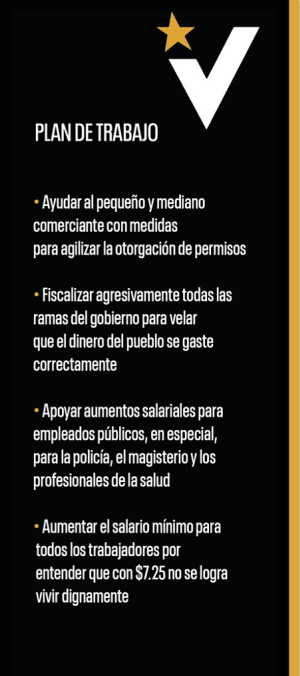 PLAN DE TRABAJO
• Ayudar al pequeño y mediano
comerciante con medidas
para agilizar la otorgación de permisos
• Fiscalizar agresivamente todas las
ramas del gobierno para velar
que el dinero del pueblo se gaste
correctamente
• Apoyar aumentos salariales para
empleados públicos, en especial,
para la policía, el magisterio y los
profesionales de la salud
• Aumentar el salario mínimo para
todos los trabajadores por
entender que con $7.25 no se logra
vivir dignamente